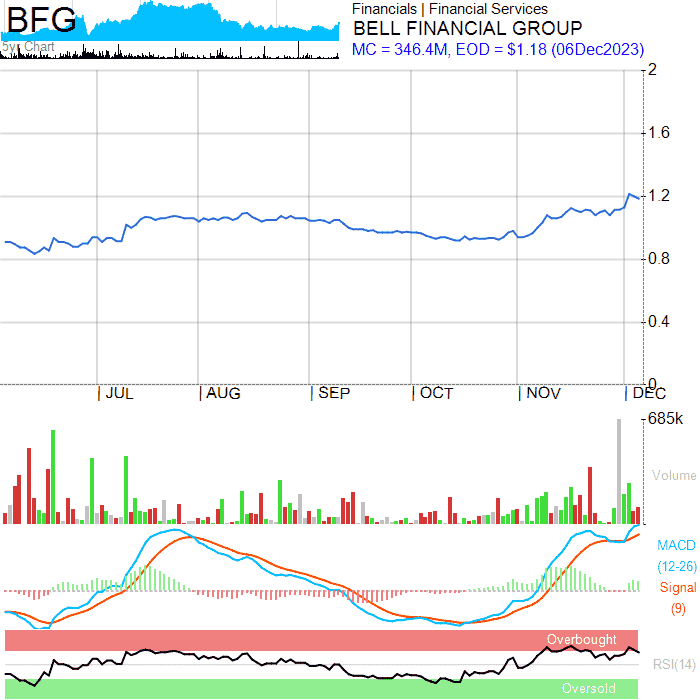 BFG
5yr Chart
Financials | Financial Services
BELL FINANCIAL GROUP
MC = 346.4M, EOD = $1.18 (06Dec2023)
2
1.6
1.2
0.8
0.4
0
| JUL | AUG | SEP | OCT | NOV | DEC
685k
Volume
MACD
(12-26)
Signal
(9)
Overbought
RSI(14)
Oversold